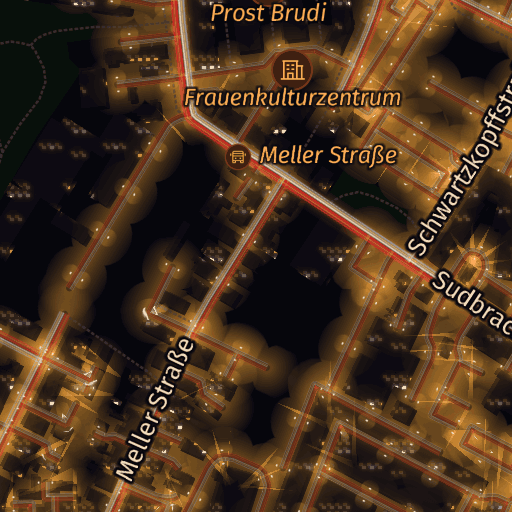 Prost Brudi
Frauenkulturzentrum
Meller Straße
Schwartzkopffstr
Sudbrac
Meller Straße